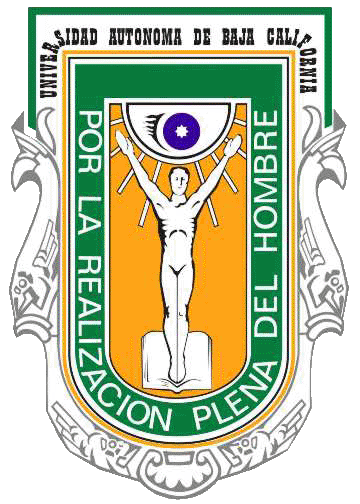 UNIVERSIDAD AUTONOMA DE BAJA CALIFORNIA
POR LA REALIZACION PLENA DEL HOMBRE